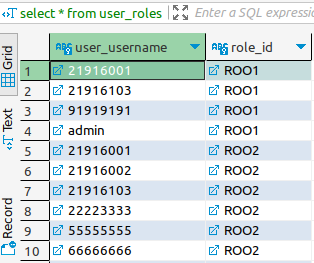 select * from user_roles
Enter a SQL expressi
Grid
Text
Record
user_username role_id
1 21916001 ROO1
2 21916103 ROO1
3 91919191 ROO1
4 admin ROO1
5 21916001 ROO2
6 21916002 ROO2
7 21916103 ROO2
8 22223333 ROO2
9 55555555 ROO2
10 66666666 ROO2